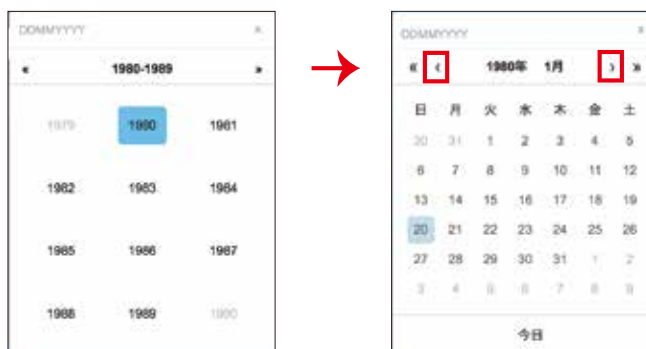 DDMMYYYY ×
« 1980-1989 »
1979 1980 1981
1982 1983 1984
1985 1986 1987
1988 1989 1990
DDMMYYYY ×
« ‹ 1980年 1月 › »
日 月 火 水 木 金 土
30 31 1 2 3 4 5
6 7 8 9 10 11 12
13 14 15 16 17 18 19
20 21 22 23 24 25 26
27 28 29 30 31 1 2
3 4 5 6 7 8 9
今日